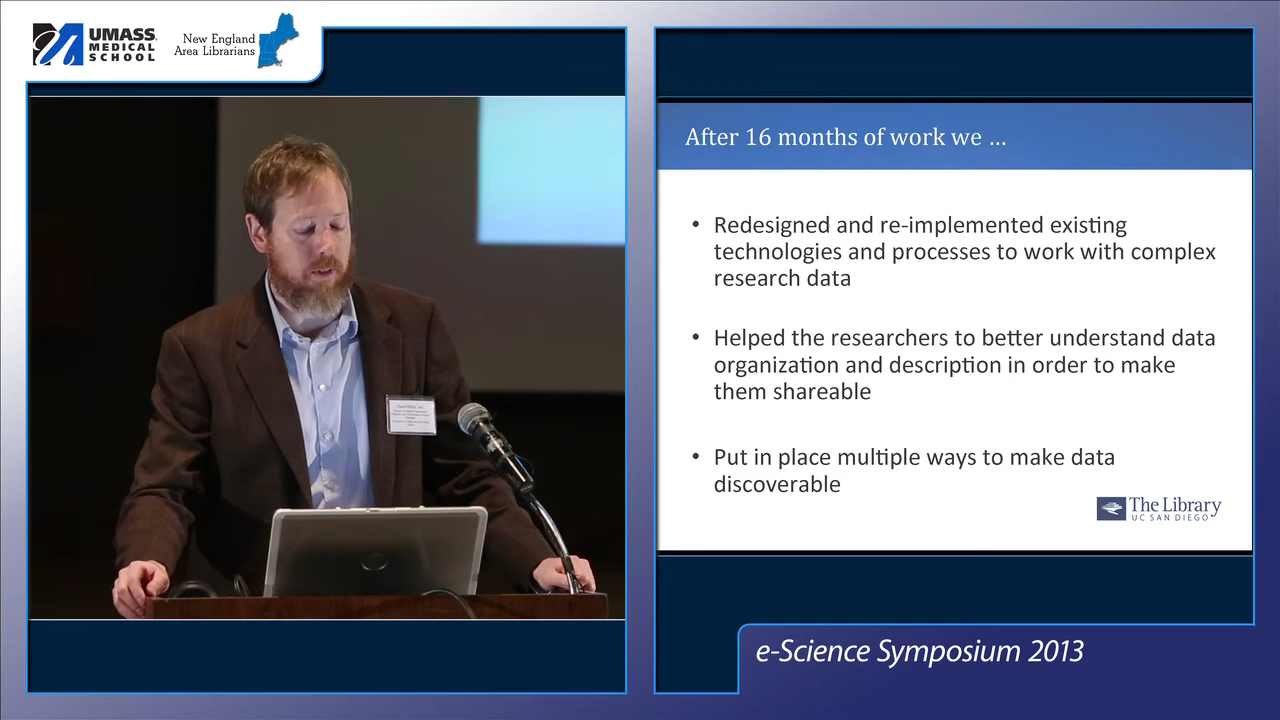 UMASS
MEDICAL
SCHOOL
New England
Area Librarians
After 16 months of work we ...
• Redesigned and re-implemented existing
technologies and processes to work with complex
research data
• Helped the researchers to better understand data
organization and description in order to make
them shareable
• Put in place multiple ways to make data
discoverable
The Library
UC SAN DIEGO
e-Science Symposium 2013